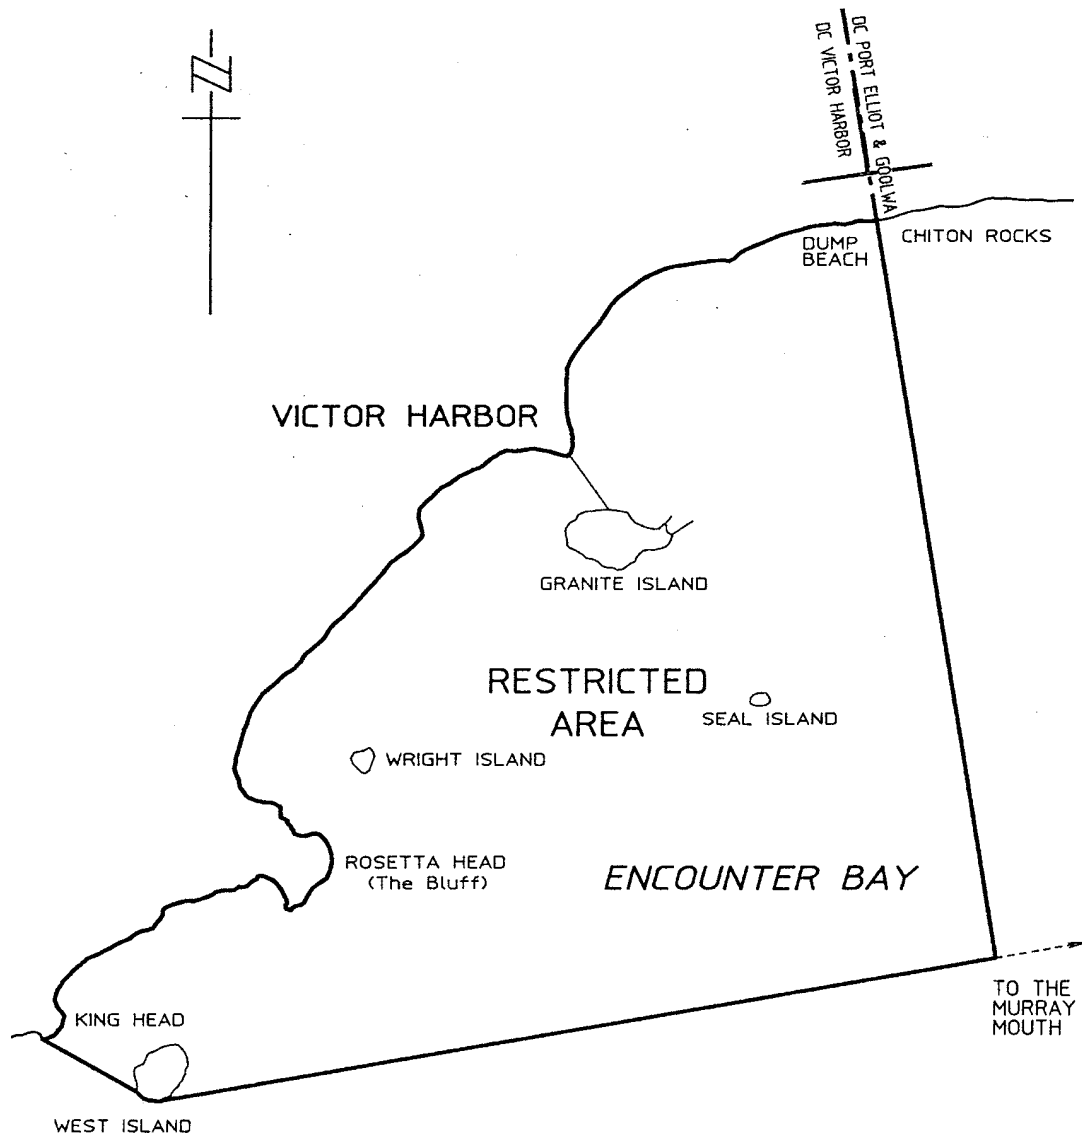 N
DC PORT ELLIOT & GOOLWA
DC VICTOR HARBOR
DUMP
BEACH
CHITON ROCKS
VICTOR HARBOR
GRANITE ISLAND
RESTRICTED
AREA
SEAL ISLAND
WRIGHT ISLAND
ROSETTA HEAD
(The Bluff)
ENCOUNTER BAY
TO THE
MURRAY
MOUTH
KING HEAD
WEST ISLAND